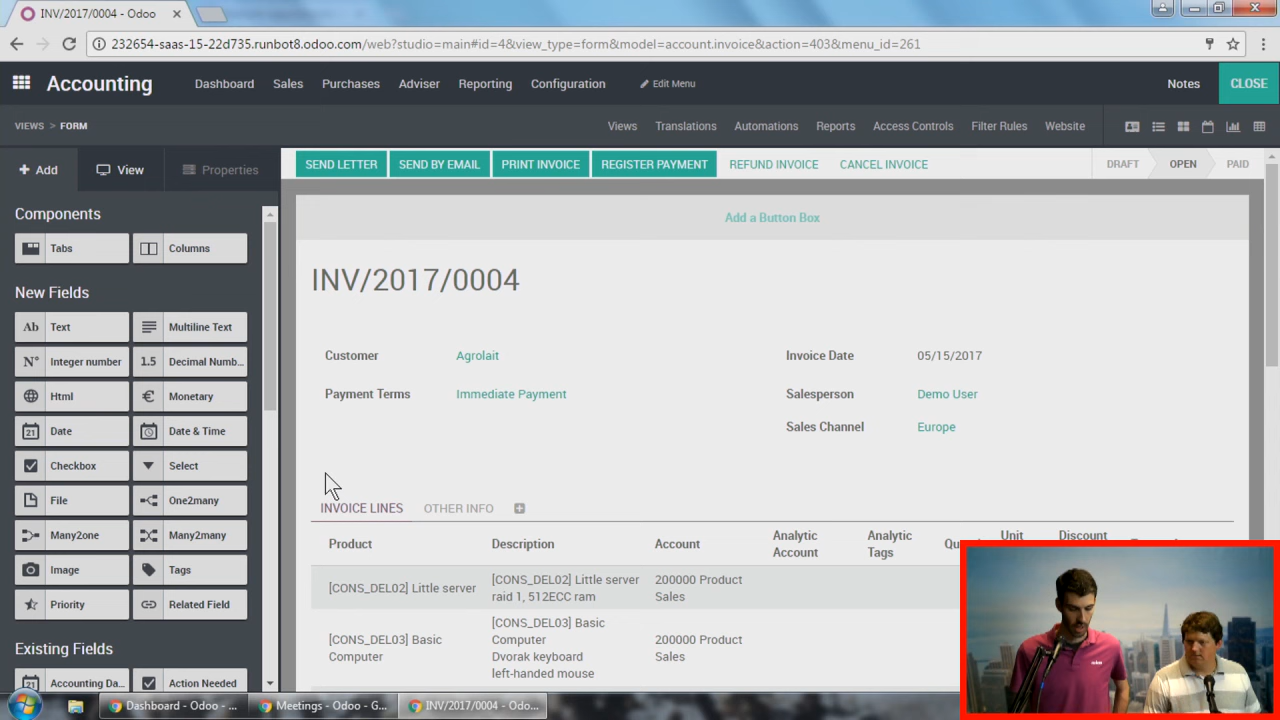 INV/2017/0004 - Odoo
232654-saas-15-22d735.runbot8.odoo.com/web?studio=main#id=4&view_type=form&model=account.invoice&action=403&menu_id=261
Accounting
Dashboard
Sales
Purchases
Adviser
Reporting
Configuration
Edit Menu
Notes
CLOSE
VIEWS > FORM
Views
Translations
Automations
Reports
Access Controls
Filter Rules
Website
+ Add
View
Properties
SEND LETTER
SEND BY EMAIL
PRINT INVOICE
REGISTER PAYMENT
REFUND INVOICE
CANCEL INVOICE
DRAFT
OPEN
PAID
Components
Tabs
Columns
New Fields
Ab Text
Multiline Text
N° Integer number
1.5 Decimal Numb...
Html
€ Monetary
21 Date
Date & Time
Checkbox
Select
File
One2many
Many2one
Many2many
Image
Tags
Priority
Related Field
Existing Fields
21 Accounting Da...
Action Needed
Add a Button Box
INV/2017/0004
Customer
Agrolait
Invoice Date
05/15/2017
Payment Terms
Immediate Payment
Salesperson
Demo User
Sales Channel
Europe
INVOICE LINES
OTHER INFO
Product
Description
Account
Analytic
Account
Analytic
Tags
Unit
Discount
[CONS_DEL02] Little server
[CONS_DEL02] Little server
raid 1, 512ECC ram
200000 Product
Sales
[CONS_DEL03] Basic
Computer
[CONS_DEL03] Basic
Computer
Dvorak keyboard
left-handed mouse
200000 Product
Sales
Dashboard - Odoo - ...
Meetings - Odoo - G...
INV/2017/0004 - Odo...